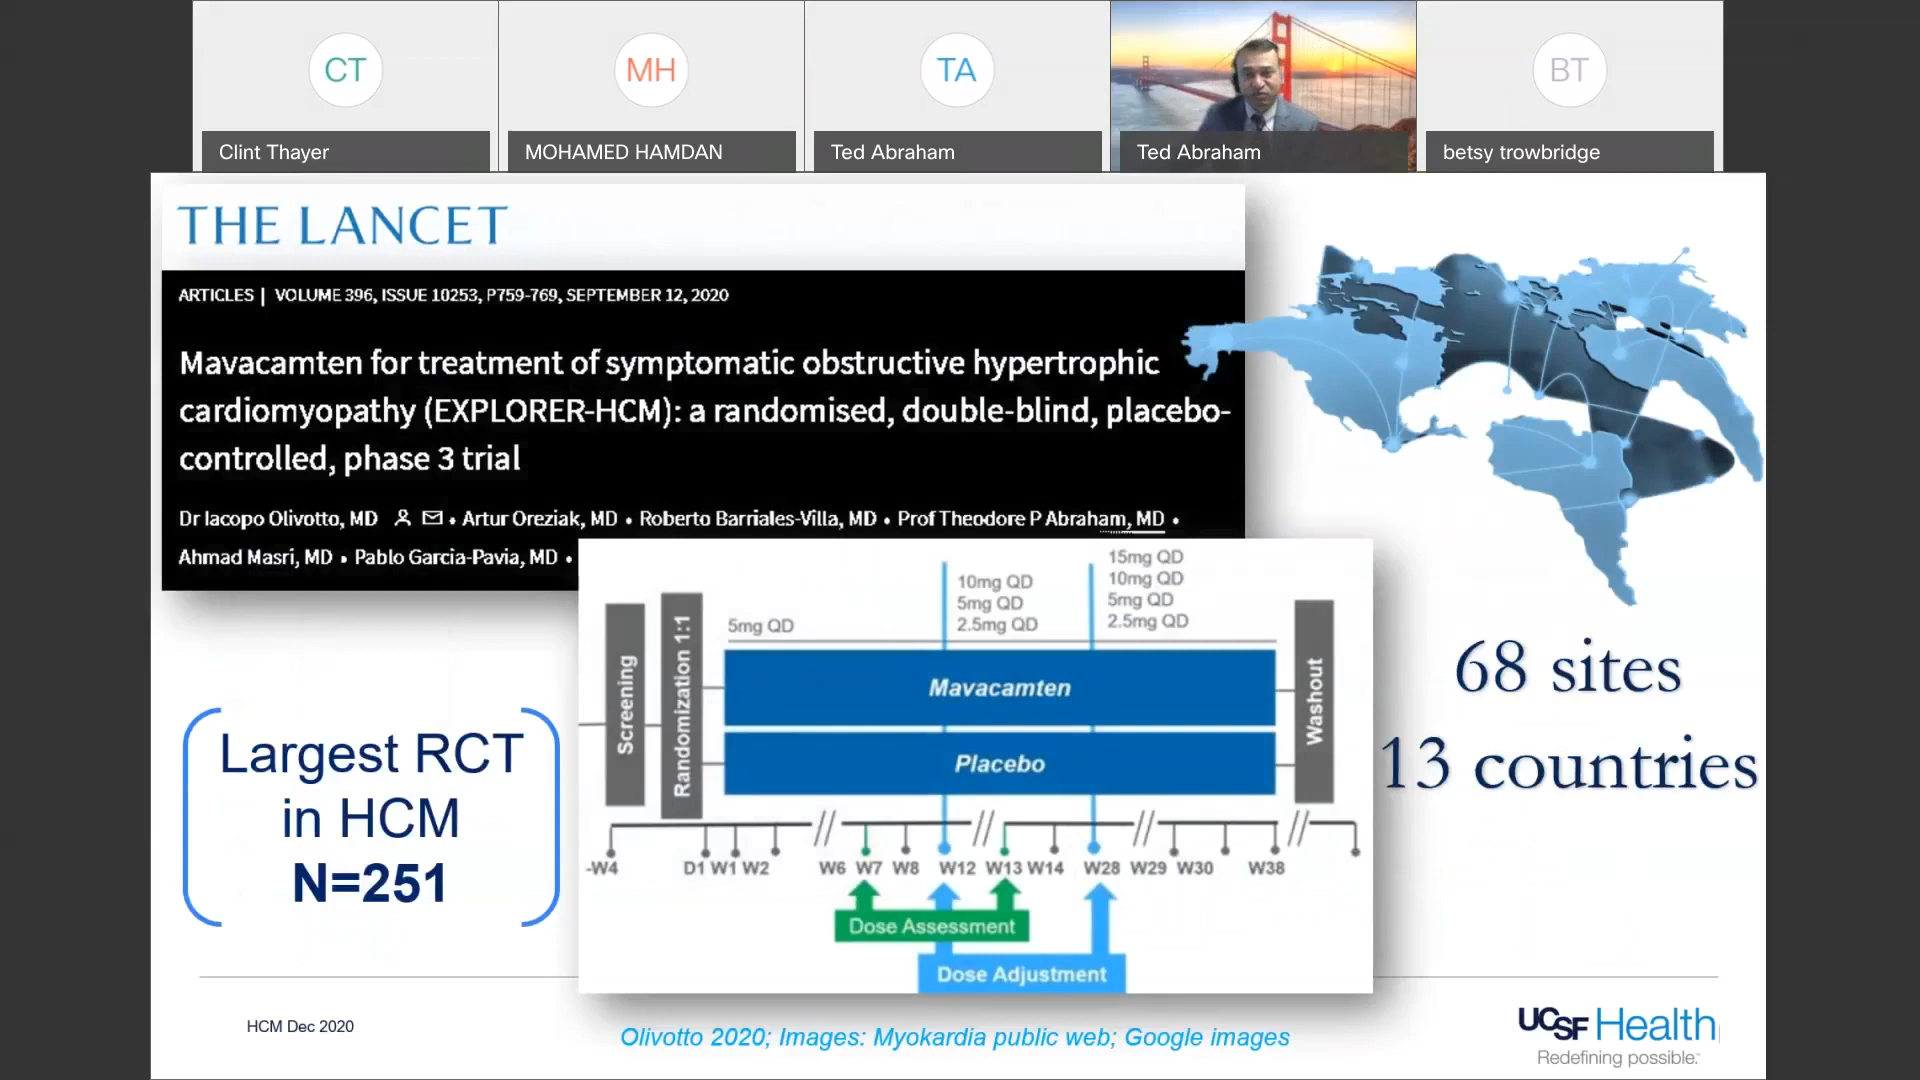 CT
MH
TA
BT
Clint Thayer
MOHAMED HAMDAN
Ted Abraham
Ted Abraham
betsy trowbridge
THE LANCET
ARTICLES | VOLUME 396, ISSUE 10253, P759-769, SEPTEMBER 12, 2020
Mavacamten for treatment of symptomatic obstructive hypertrophic
cardiomyopathy (EXPLORER-HCM): a randomised, double-blind, placebo-
controlled, phase 3 trial
Dr Iacopo Olivotto, MD • Artur Oreziak, MD • Roberto Barriales-Villa, MD • Prof Theodore P Abraham, MD •
Ahmad Masri, MD • Pablo Garcia-Pavia, MD •
Screening
Randomization 1:1
5mg QD
10mg QD
5mg QD
2.5mg QD
15mg QD
10mg QD
5mg QD
2.5mg QD
Mavacamten
Placebo
Washout
-W4 D1 W1 W2 W6 W7 W8 W12 W13 W14 W28 W29 W30 W38
Dose Assessment
Dose Adjustment
Largest RCT
in HCM
N=251
68 sites
13 countries
HCM Dec 2020
Olivotto 2020; Images: Myokardia public web; Google images
UCSF Health
Redefining possible.™